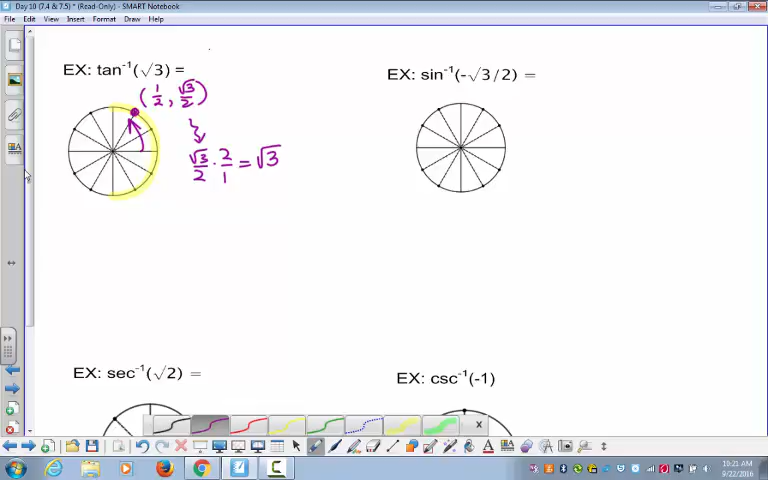 Day 10 (7.4 & 7.5) * (Read-Only) - SMART Notebook
File Edit View Insert Format Draw Help
EX: tan⁻¹(√3) =
(1/2, √3/2)
√3/2 · 2/1 = √3
EX: sin⁻¹(-√3/2) =
EX: sec⁻¹(√2) =
EX: csc⁻¹(-1)
10:21 AM
9/22/2016